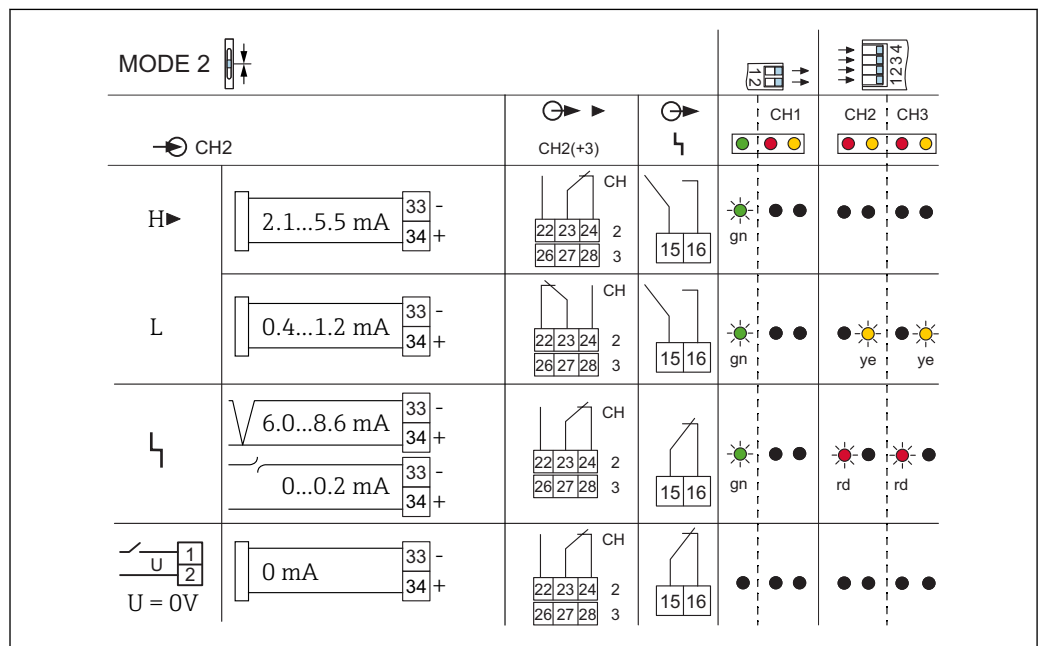 MODE 2
1 2
1 2 3 4
CH1 CH2 CH3
CH2 CH2(+3)
H 2.1...5.5 mA 33 - 34 + CH 22 23 24 2 26 27 28 3 15 16 gn
L 0.4...1.2 mA 33 - 34 + CH 22 23 24 2 26 27 28 3 15 16 gn ye ye
6.0...8.6 mA 33 - 34 + CH 22 23 24 2 26 27 28 3 15 16 gn rd rd
0...0.2 mA 33 - 34 +
U 1 2 0 mA 33 - 34 + CH 22 23 24 2 26 27 28 3 15 16
U = 0V